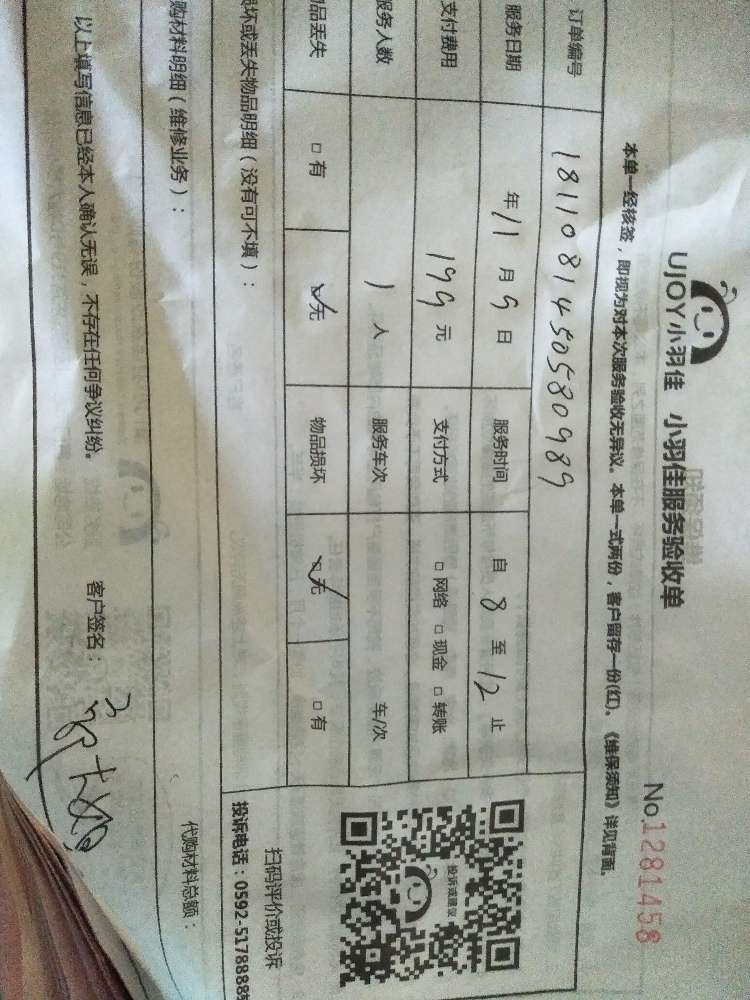 UJOY小羽佳 小羽佳服务验收单
No.1281458
本单一经核签,即视为对本次服务验收无异议。本单一式两份,客户留存一份(红)。《维保须知》详见背面。
订单编号 18110814505580989
服务日期 年 11 月 9 日 服务时间 自 8 至 12 止
支付费用 199 元 支付方式 □ 网络 □ 现金 □ 转账
服务人数 1 人 服务车次 车/次
品丢失 □ 有 ☑ 无 物品损坏 ☑ 无 □ 有
坏或丢失物品明细(没有可不填):
购材料明细(维修业务):
代购材料总额:
以上填写信息已经本人确认无误,不存在任何争议纠纷。 客户签名:
投诉或建议
扫码评价或投诉
投诉电话:0592-5178888